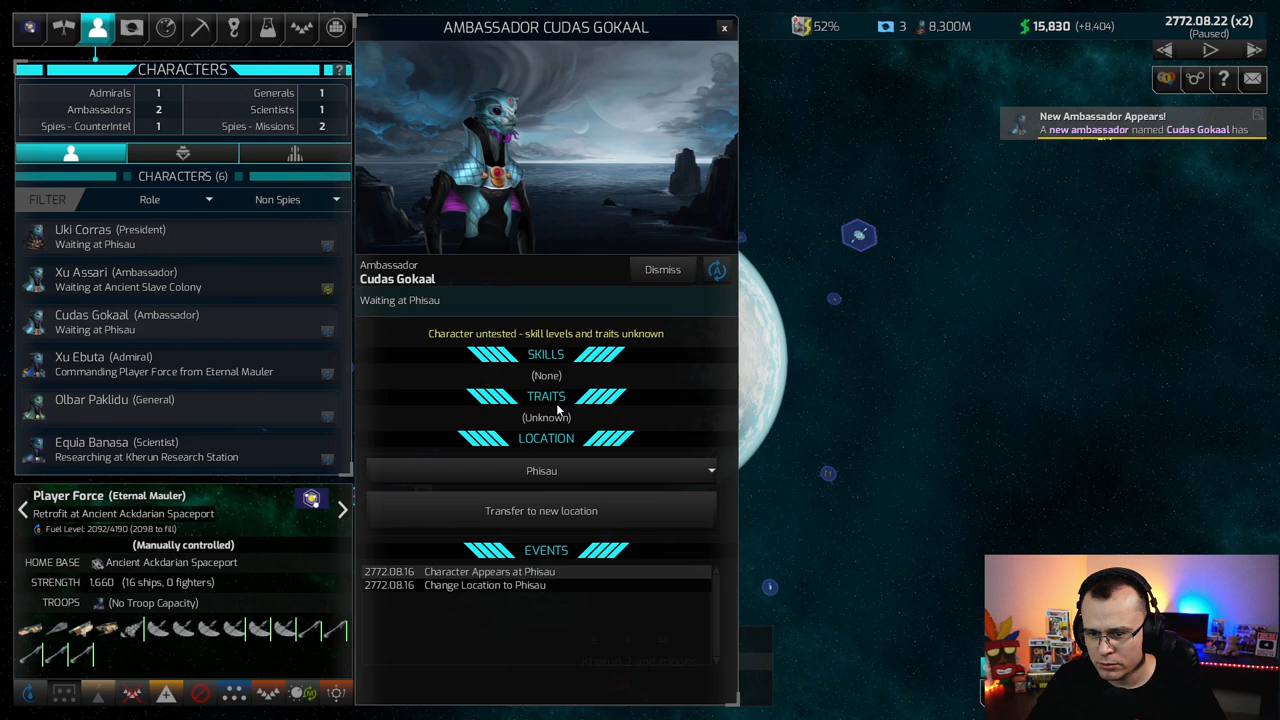 AMBASSADOR CUDAS GOKAAL
x
52%
3
8,300M
15,830 (+8,404)
2772.08.22 (x2)
(Paused)
CHARACTERS
?
Admirals 1 Generals 1
Ambassadors 2 Scientists 1
Spies - CounterIntel 1 Spies - Missions 2
CHARACTERS (6)
FILTER Role Non Spies
Uki Corras (President)
Waiting at Phisau
Xu Assari (Ambassador)
Waiting at Ancient Slave Colony
Cudas Gokaal (Ambassador)
Waiting at Phisau
Xu Ebuta (Admiral)
Commanding Player Force from Eternal Mauler
Olbar Paklidu (General)
Equia Banasa (Scientist)
Researching at Kherun Research Station
Player Force (Eternal Mauler)
Retrofit at Ancient Ackdarian Spaceport
Fuel Level: 2092/4190 (2098 to fill)
(Manually controlled)
HOME BASE Ancient Ackdarian Spaceport
STRENGTH 1,660 (16 ships, 0 fighters)
TROOPS (No Troop Capacity)
Ambassador
Cudas Gokaal
Dismiss
Waiting at Phisau
Character untested - skill levels and traits unknown
SKILLS
(None)
TRAITS
(Unknown)
LOCATION
Phisau
Transfer to new location
EVENTS
2772.08.16 Character Appears at Phisau
2772.08.16 Change Location to Phisau
?
New Ambassador Appears!
A new ambassador named Cudas Gokaal has